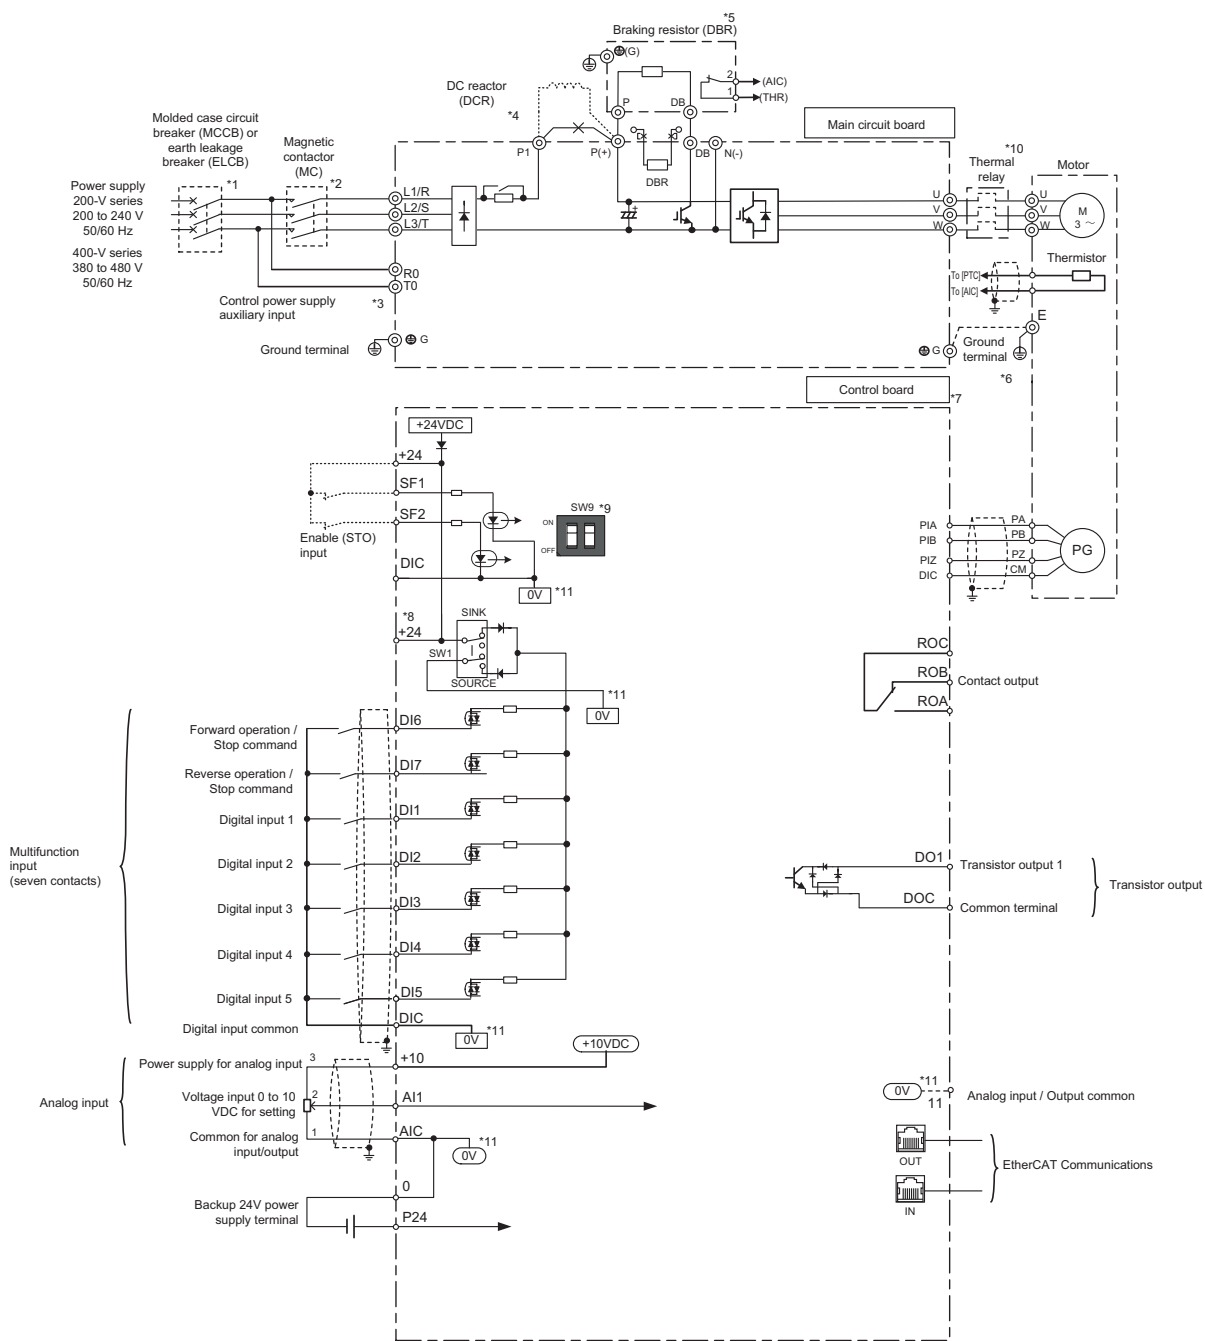 *5
Braking resistor (DBR)
(G)
2
(AIC)
1
(THR)
DC reactor
(DCR)
*4
P
DB
Main circuit board
P1
P(+)
DBR
DB
N(-)
Molded case circuit
breaker (MCCB) or
earth leakage
breaker (ELCB)
*1
Magnetic
contactor
(MC)
*2
Power supply
200-V series
200 to 240 V
50/60 Hz
400-V series
380 to 480 V
50/60 Hz
L1/R
L2/S
L3/T
R0
T0
Control power supply
auxiliary input
*3
Ground terminal
G
+
*10
Thermal
relay
Motor
U
V
W
U
V
W
M
3 ~
Thermistor
To [PTC]
To [AIC]
E
G
Ground
terminal
*6
Control board
*7
+24VDC
+24
SF1
SF2
Enable (STO)
input
DIC
SW9
*9
ON
OFF
0V
*11
*8
+24
SINK
SW1
SOURCE
*11
0V
PIA
PIB
PIZ
DIC
PA
PB
PZ
CM
PG
ROC
ROB
ROA
Contact output
Multifunction
input
(seven contacts)
Forward operation /
Stop command
DI6
Reverse operation /
Stop command
DI7
Digital input 1
DI1
Digital input 2
DI2
Digital input 3
DI3
Digital input 4
DI4
Digital input 5
DI5
Digital input common
DIC
0V
*11
DO1
Transistor output 1
DOC
Common terminal
Transistor output
Analog input
Power supply for analog input
3
+10
+10VDC
Voltage input 0 to 10
VDC for setting
2
AI1
Common for analog
input/output
1
AIC
*11
0V
Backup 24V power
supply terminal
0
P24
0V
*11
11
Analog input / Output common
OUT
IN
EtherCAT Communications